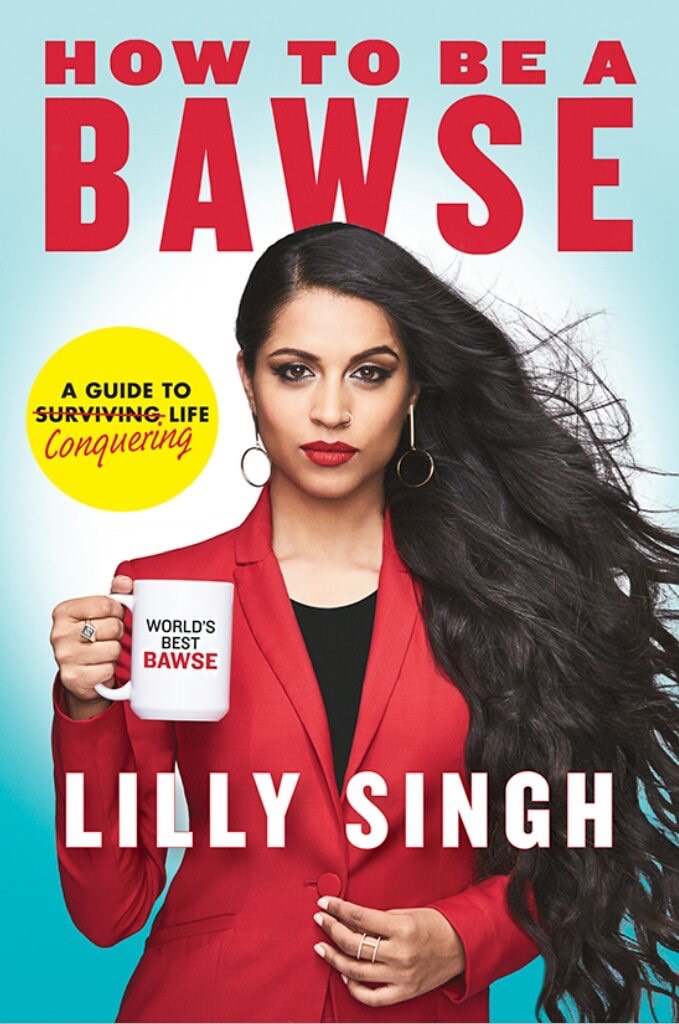 HOW TO BE A
BAWSE
A GUIDE TO
SURVIVING LIFE
Conquering
WORLD'S
BEST
BAWSE
LILLY SINGH